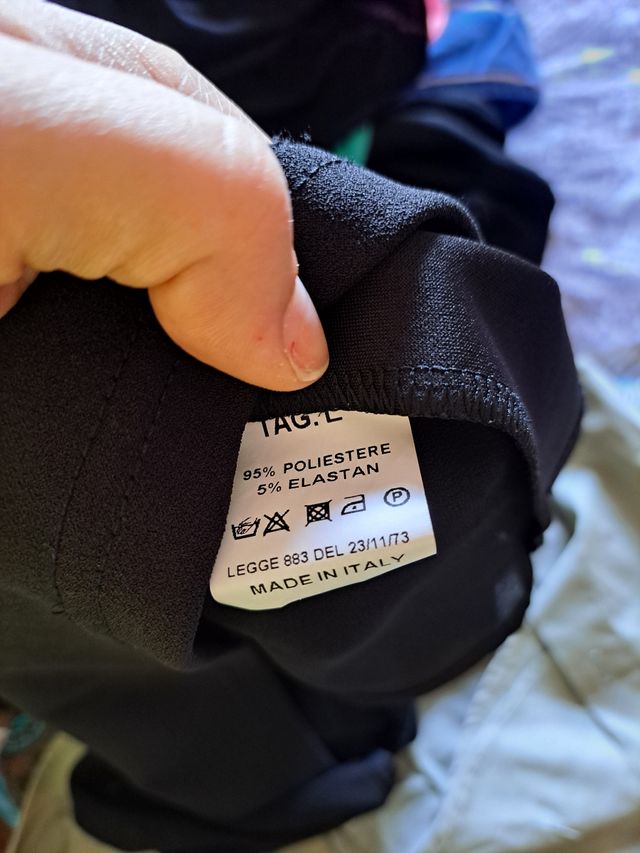 TAG. L
95% POLIESTERE
5% ELASTAN
P
LEGGE 883 DEL 23/11/73
MADE IN ITALY